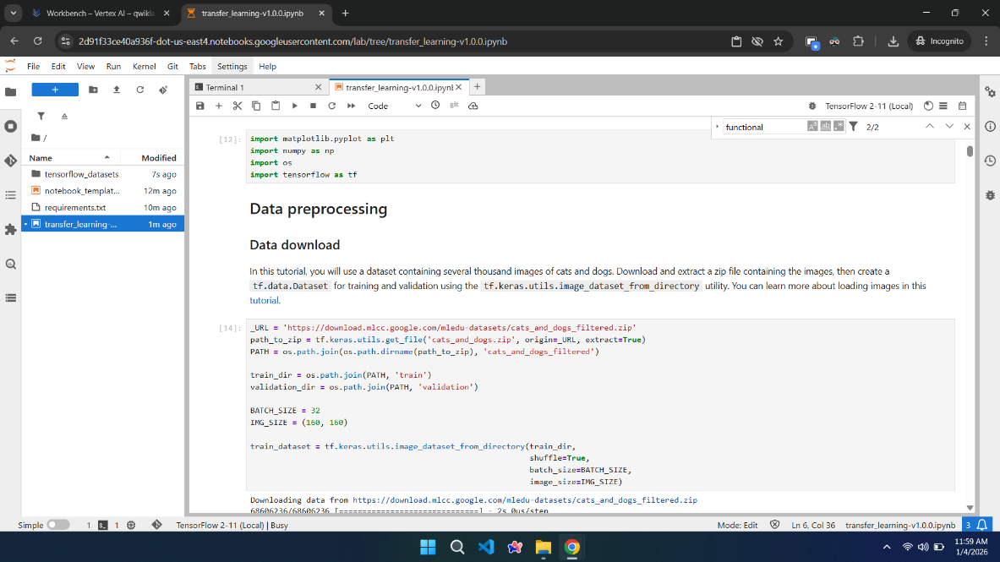 Workbench – Vertex AI – qwikla
transfer_learning-v1.0.0.ipynb
2d91f33ce40a936f-dot-us-east4.notebooks.googleusercontent.com/lab/tree/transfer_learning-v1.0.0.ipynb
Incognito
File Edit View Run Kernel Git Tabs Settings Help
Terminal 1
transfer_learning-v1.0.0.ipynb
Code
git
TensorFlow 2-11 (Local)
functional
2/2
/
Name Modified
tensorflow_datasets 7s ago
notebook_templat... 12m ago
requirements.txt 10m ago
transfer_learning-... 1m ago
[12]:
import matplotlib.pyplot as plt
import numpy as np
import os
import tensorflow as tf
Data preprocessing
Data download
In this tutorial, you will use a dataset containing several thousand images of cats and dogs. Download and extract a zip file containing the images, then create a
tf.data.Dataset for training and validation using the tf.keras.utils.image_dataset_from_directory utility. You can learn more about loading images in this
tutorial.
[14]:
_URL = 'https://download.mlcc.google.com/mledu-datasets/cats_and_dogs_filtered.zip'
path_to_zip = tf.keras.utils.get_file('cats_and_dogs.zip', origin=_URL, extract=True)
PATH = os.path.join(os.path.dirname(path_to_zip), 'cats_and_dogs_filtered')
train_dir = os.path.join(PATH, 'train')
validation_dir = os.path.join(PATH, 'validation')
BATCH_SIZE = 32
IMG_SIZE = (160, 160)
train_dataset = tf.keras.utils.image_dataset_from_directory(train_dir,
shuffle=True,
batch_size=BATCH_SIZE,
image_size=IMG_SIZE)
Downloading data from https://download.mlcc.google.com/mledu-datasets/cats_and_dogs_filtered.zip
68606236/68606236 [==============================] - 2s 0us/step
Simple 1 1 TensorFlow 2-11 (Local) | Busy
Mode: Edit Ln 6, Col 36 transfer_learning-v1.0.0.ipynb 3
11:59 AM
1/4/2026